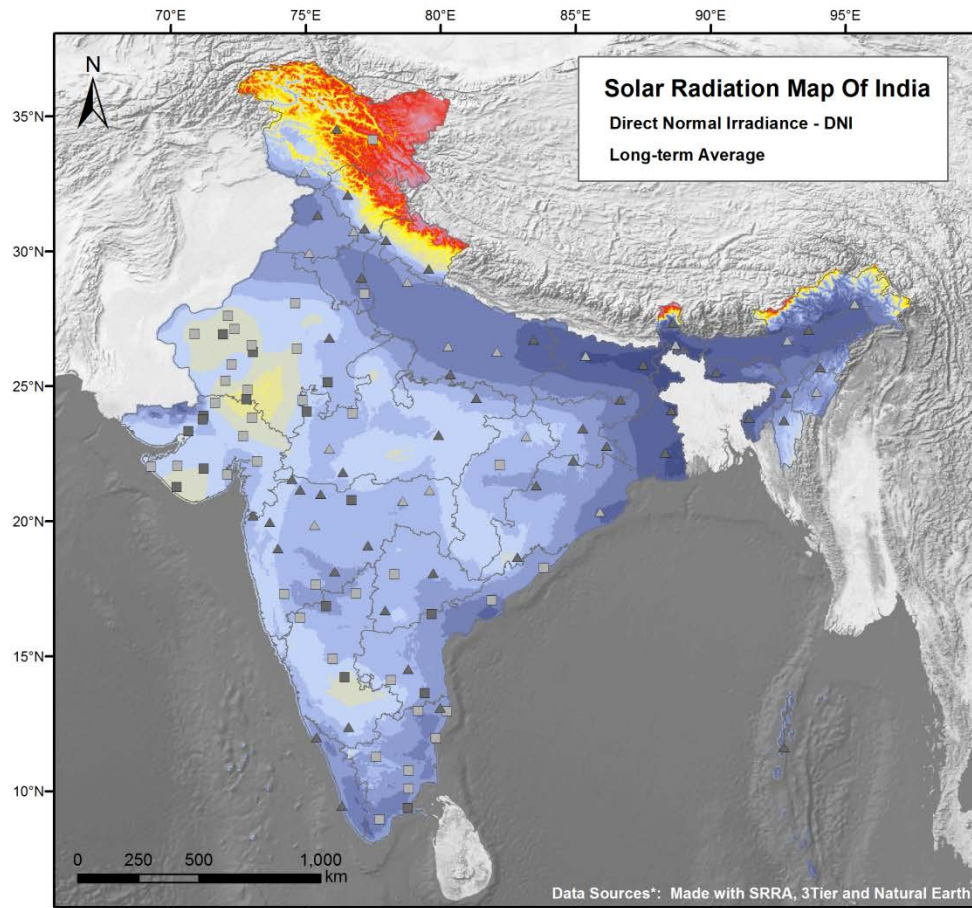 70°E 75°E 80°E 85°E 90°E 95°E
N
Solar Radiation Map Of India
Direct Normal Irradiance - DNI
Long-term Average
35°N
30°N
25°N
20°N
15°N
10°N
0 250 500 1,000
km
Data Sources*: Made with SRRA, 3Tier and Natural Earth